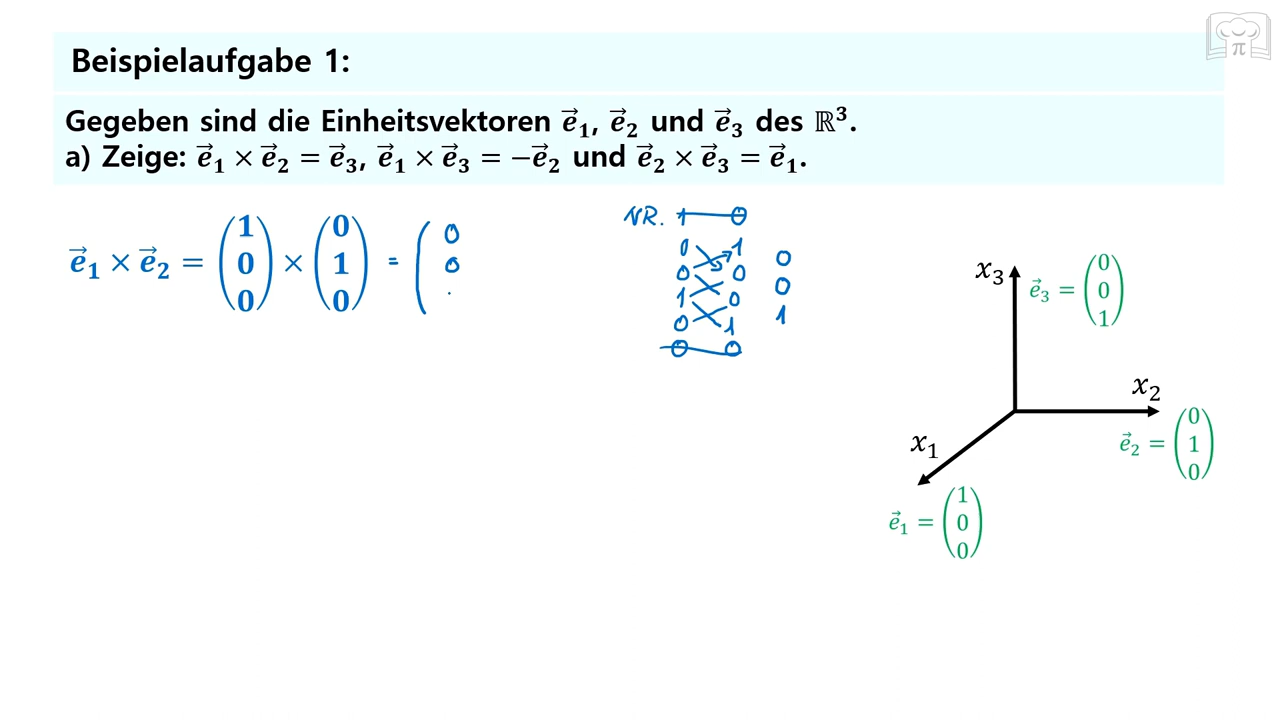 Beispielaufgabe 1:
Gegeben sind die Einheitsvektoren e⃗₁, e⃗₂ und e⃗₃ des ℝ³.
a) Zeige: e⃗₁ × e⃗₂ = e⃗₃, e⃗₁ × e⃗₃ = −e⃗₂ und e⃗₂ × e⃗₃ = e⃗₁.
e⃗₁ × e⃗₂ = (1 0 0) × (0 1 0) = ( 0 0 .
NR. 1 0
0 1 0
0 0 0
1 0 1
0 1
0 0
x₃
e⃗₃ = (0 0 1)
x₂
e⃗₂ = (0 1 0)
x₁
e⃗₁ = (1 0 0)
π